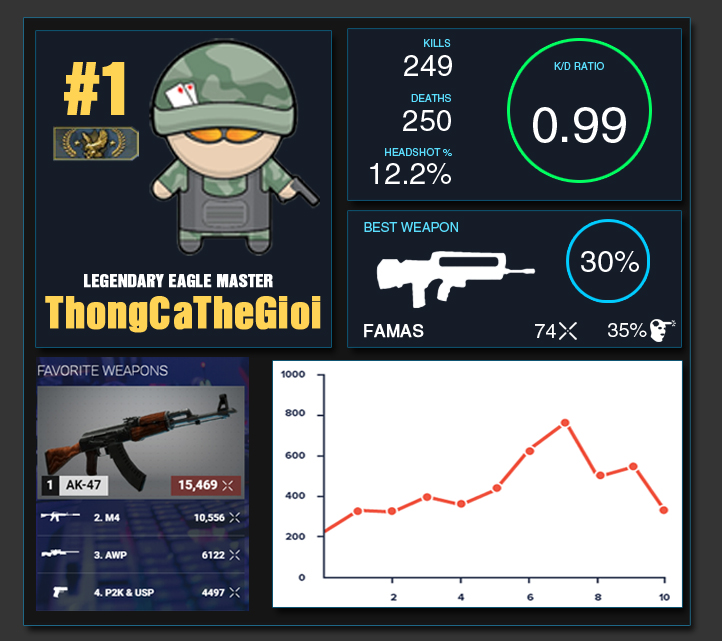 #1
LEGENDARY EAGLE MASTER
ThongCaTheGioi
KILLS
249
DEATHS
250
HEADSHOT %
12.2%
K/D RATIO
0.99
BEST WEAPON
30%
FAMAS
74
35%
FAVORITE WEAPONS
1 AK-47 15,469
2. M4 10,556
3. AWP 6122
4. P2K & USP 4497
1000
800
600
400
200
0
2 4 6 8 10